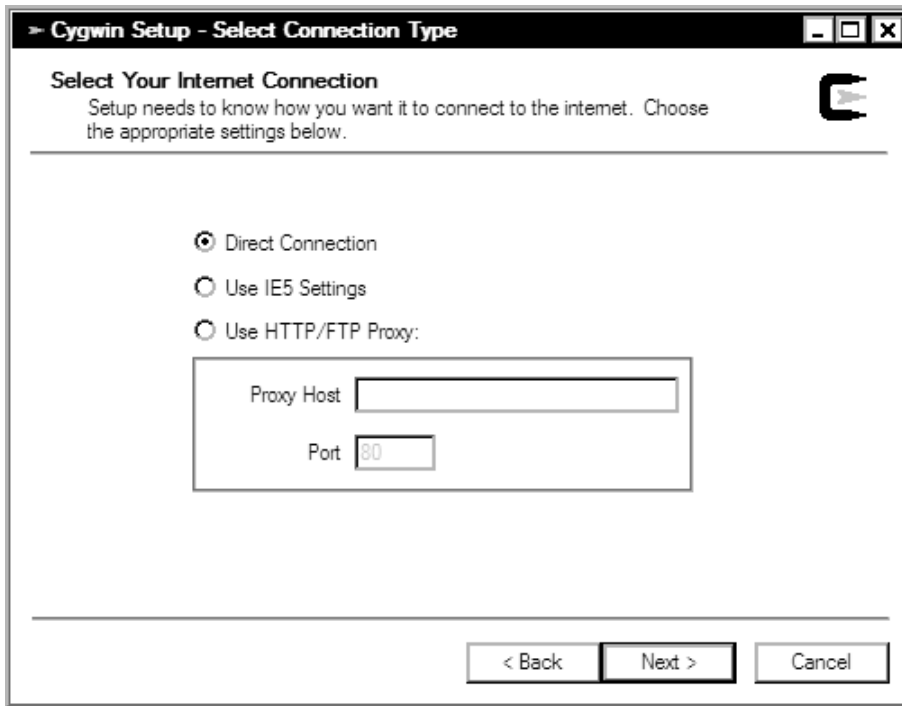 Cygwin Setup - Select Connection Type
Select Your Internet Connection
Setup needs to know how you want it to connect to the internet. Choose
the appropriate settings below.
Direct Connection
Use IE5 Settings
Use HTTP/FTP Proxy:
Proxy Host
Port 80
< Back Next > Cancel